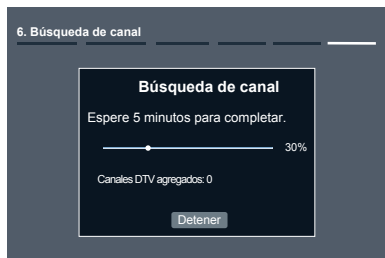 6. Búsqueda de canal
Búsqueda de canal
Espere 5 minutos para completar.
30%
Canales DTV agregados: 0
Detener